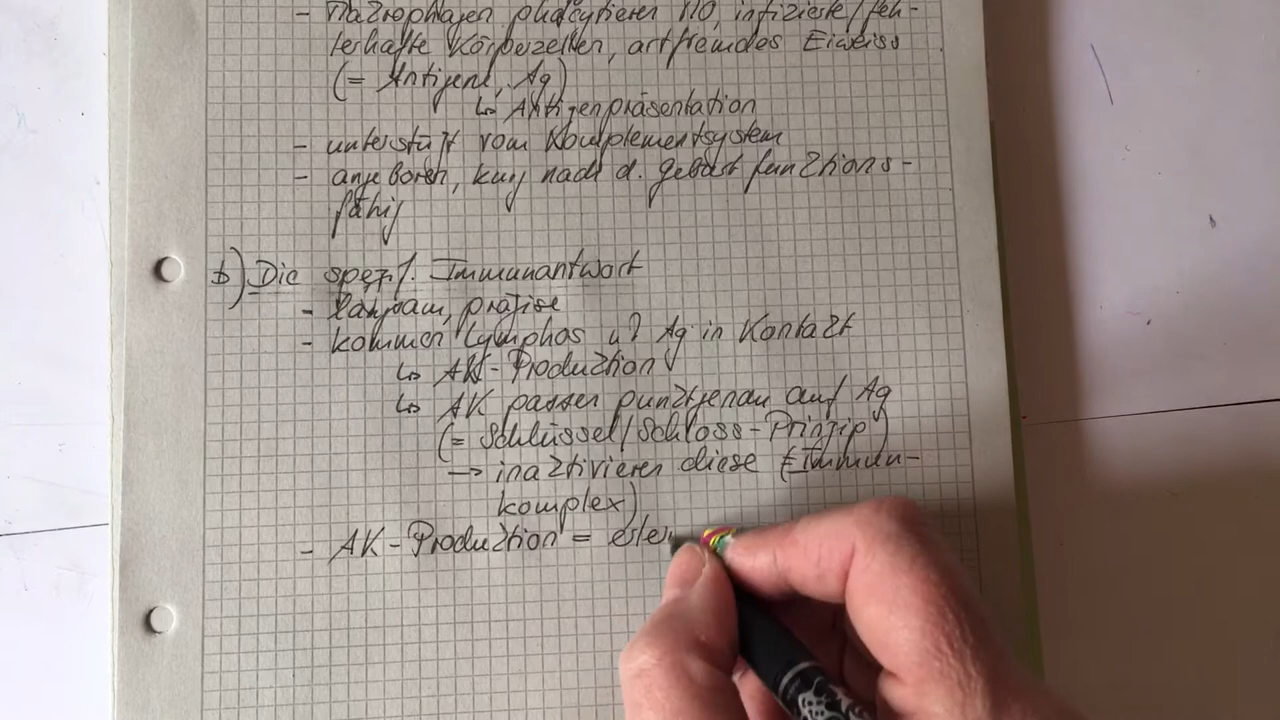 - Makrophagen phagcytieren MO, infizierte/feh-
lerhafte Körperzellen, artfremdes Eiweiss
(= Antigene, Ag)
↳ Antigenpräsentation
- unterstützt vom Komplementsystem
- angeboren, kurz nach d. Geburt funktions-
fähig
b) Die spezif. Immunantwort
- langsam, präzise
- kommen Lymphos u? Ag in Kontakt
↳ AK-Produktion
↳ AK passen punktgenau auf Ag
(= Schlüssel/Schloss-Prinzip)
→ inaktivieren diese (Immun-
komplex)
- AK-Produktion = erler